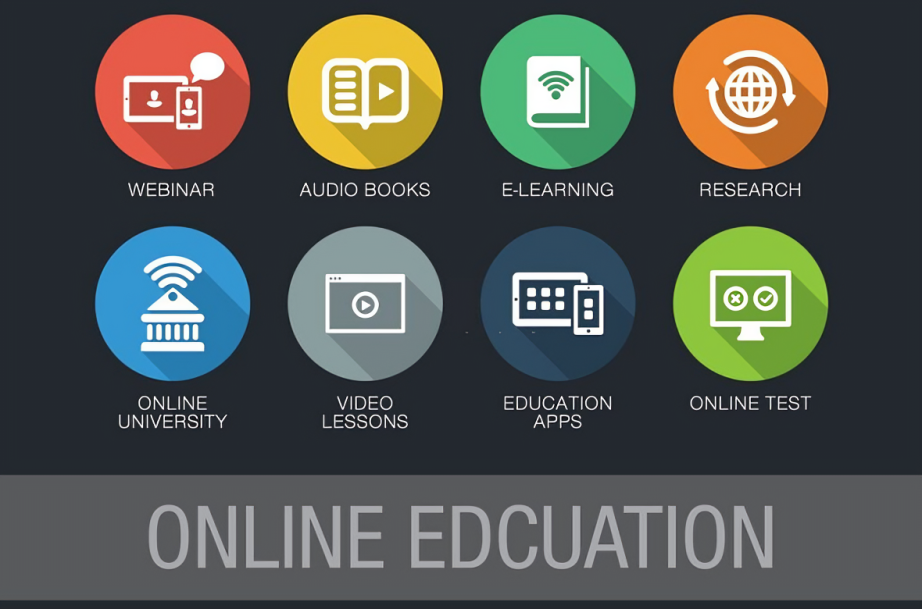 WEBINAR
AUDIO BOOKS
E-LEARNING
RESEARCH
ONLINE
UNIVERSITY
VIDEO
LESSONS
EDUCATION
APPS
ONLINE TEST
ONLINE EDCUATION